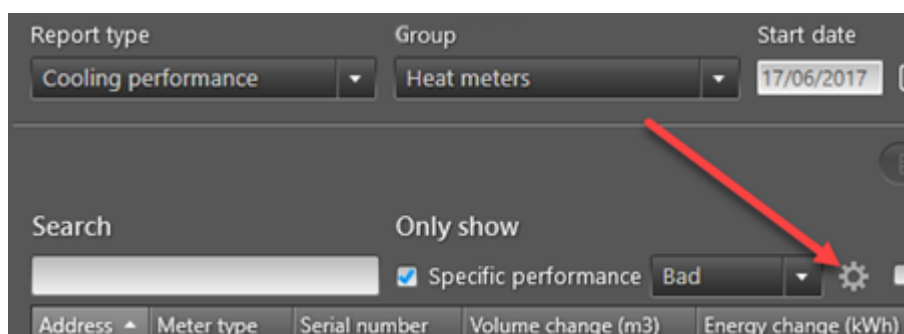 Report type Group Start date
Cooling performance Heat meters 17/06/2017
Search Only show
Specific performance Bad
Address Meter type Serial number Volume change (m3) Energy change (kWh)